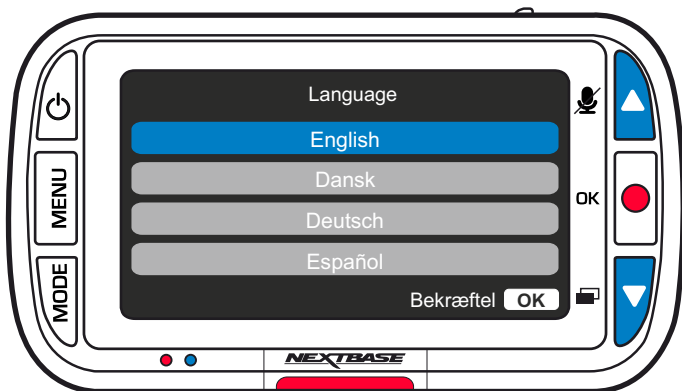 Language
English
Dansk
Deutsch
Español
Bekræftel OK
MENU
MODE
OK
NEXTBASE